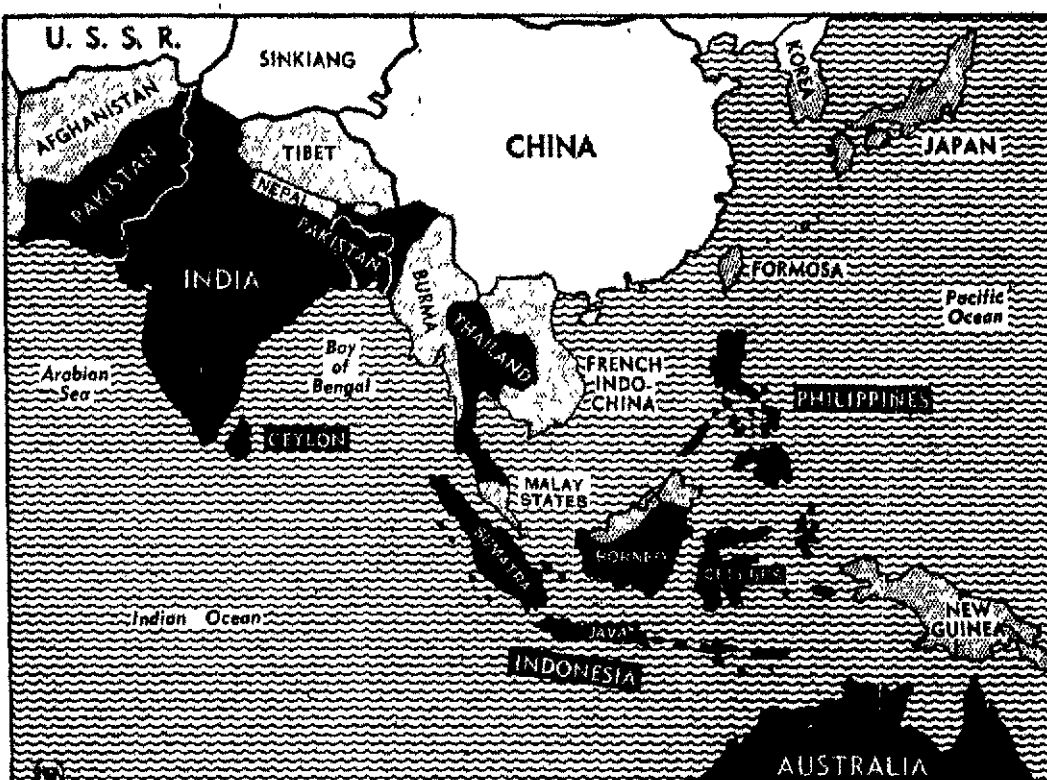 U. S. S. R.
SINKIANG
KOREA
AFGHANISTAN
CHINA
JAPAN
TIBET
PAKISTAN
NEPAL
PAKISTAN
INDIA
BURMA
FORMOSA
Pacific
Ocean
THAILAND
Bay
of
Bengal
Arabian
Sea
FRENCH
INDO-
CHINA
PHILIPPINES
CEYLON
MALAY
STATES
SUMATRA
BORNEO
CELEBES
Indian Ocean
NEW
GUINEA
JAVA
INDONESIA
AUSTRALIA